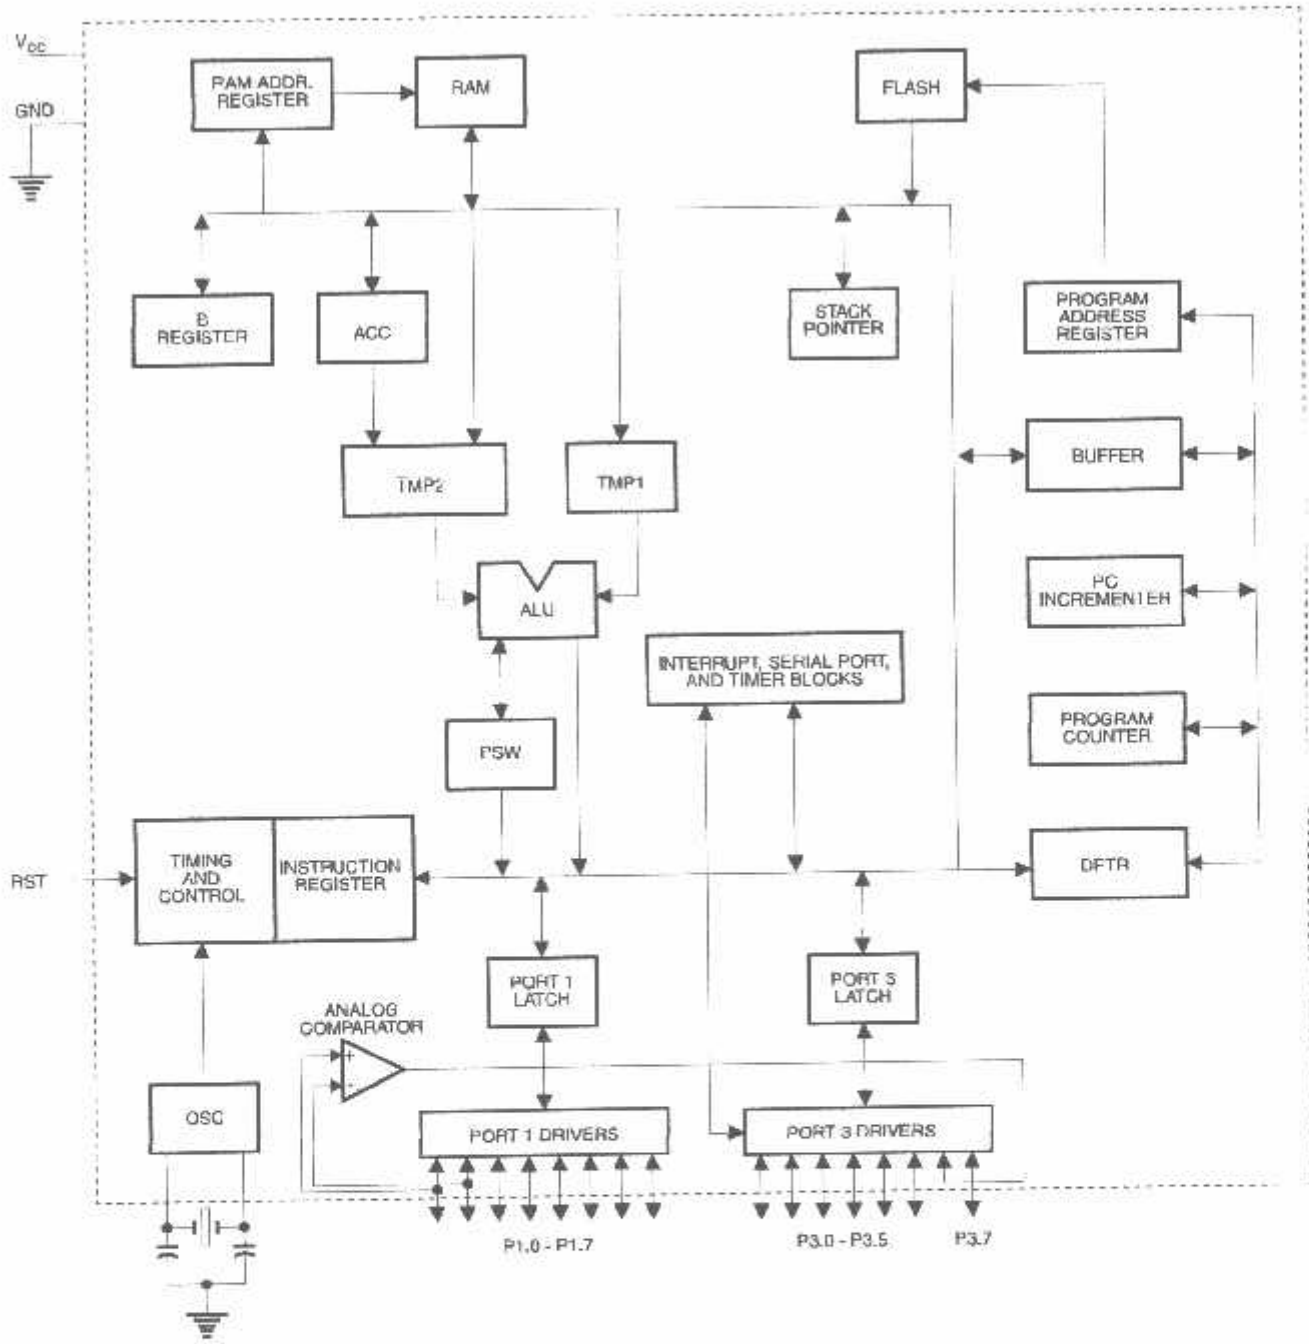 VCC
GND
RAM ADDR.
REGISTER
RAM
FLASH
B
REGISTER
ACC
STACK
POINTER
PROGRAM
ADDRESS
REGISTER
TMP2
TMP1
BUFFER
ALU
PC
INCREMENTER
INTERRUPT, SERIAL PORT,
AND TIMER BLOCKS
PSW
PROGRAM
COUNTER
RST
TIMING
AND
CONTROL
INSTRUCTION
REGISTER
DPTR
PORT 1
LATCH
PORT 3
LATCH
ANALOG
COMPARATOR
+
-
OSC
PORT 1 DRIVERS
PORT 3 DRIVERS
P1.0 - P1.7
P3.0 - P3.5
P3.7